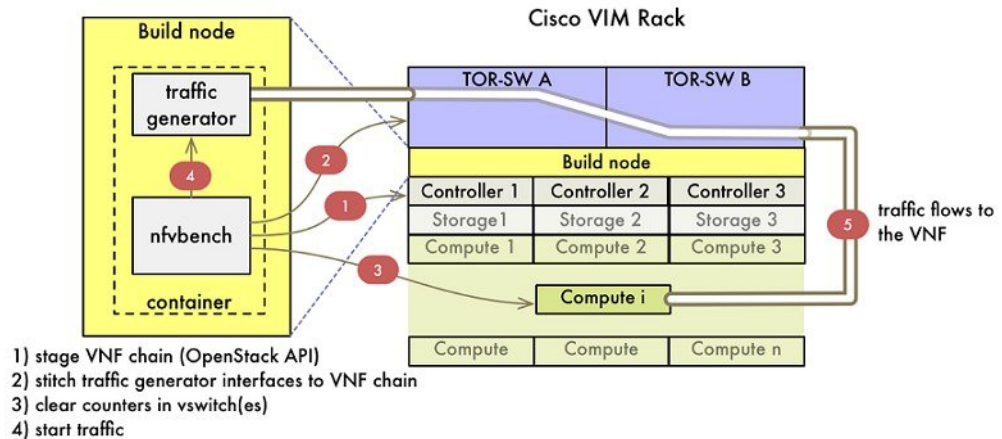 Cisco VIM Rack
Build node
traffic
generator
4
nfvbench
container
2
1
3
TOR-SW A
TOR-SW B
Build node
Controller 1
Controller 2
Controller 3
Storage1
Storage 2
Storage 3
Compute 1
Compute 2
Compute 3
Compute i
Compute
Compute
Compute n
5
traffic flows to
the VNF
1) stage VNF chain (OpenStack API)
2) stitch traffic generator interfaces to VNF chain
3) clear counters in vswitch(es)
4) start traffic